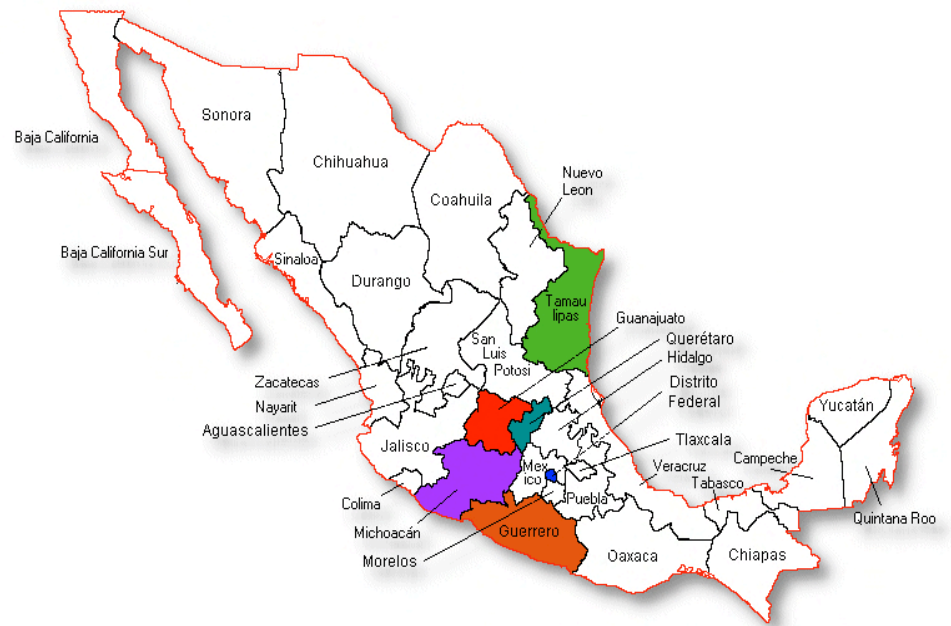 Sonora
Baja California
Chihuahua
Nuevo
Leon
Coahuila
Baja California Sur
Sinaloa
Durango
Tamau
lipas
Guanajuato
San
Luis
Potosi
Querétaro
Hidalgo
Zacatecas
Distrito
Federal
Nayarit
Yucatán
Aguascalientes
Jalisco
Tlaxcala
Campeche
Mex
ico
Veracruz
Tabasco
Colima
Puebla
Quintana Roo
Michoacán
Guerrero
Morelos
Oaxaca
Chiapas